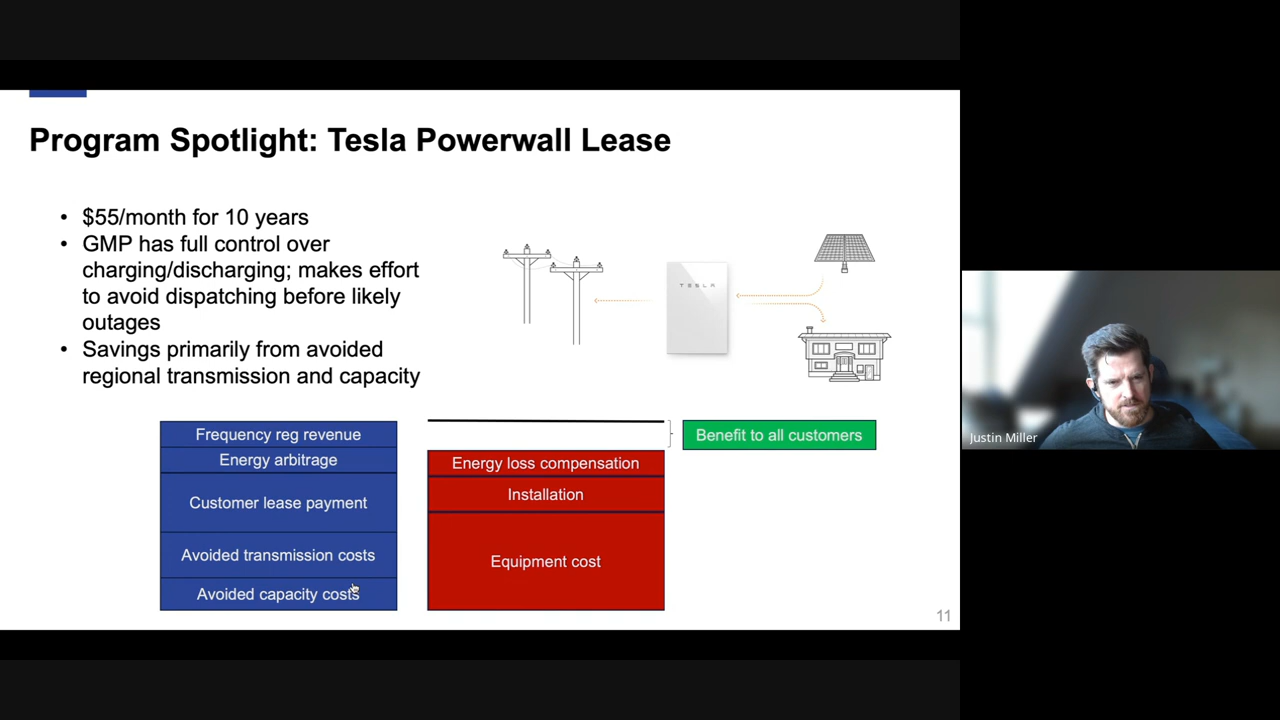 Program Spotlight: Tesla Powerwall Lease
• $55/month for 10 years
• GMP has full control over
charging/discharging; makes effort
to avoid dispatching before likely
outages
• Savings primarily from avoided
regional transmission and capacity
TESLA
Frequency reg revenue
Energy arbitrage
Customer lease payment
Avoided transmission costs
Avoided capacity costs
Energy loss compensation
Installation
Equipment cost
Benefit to all customers
11
Justin Miller